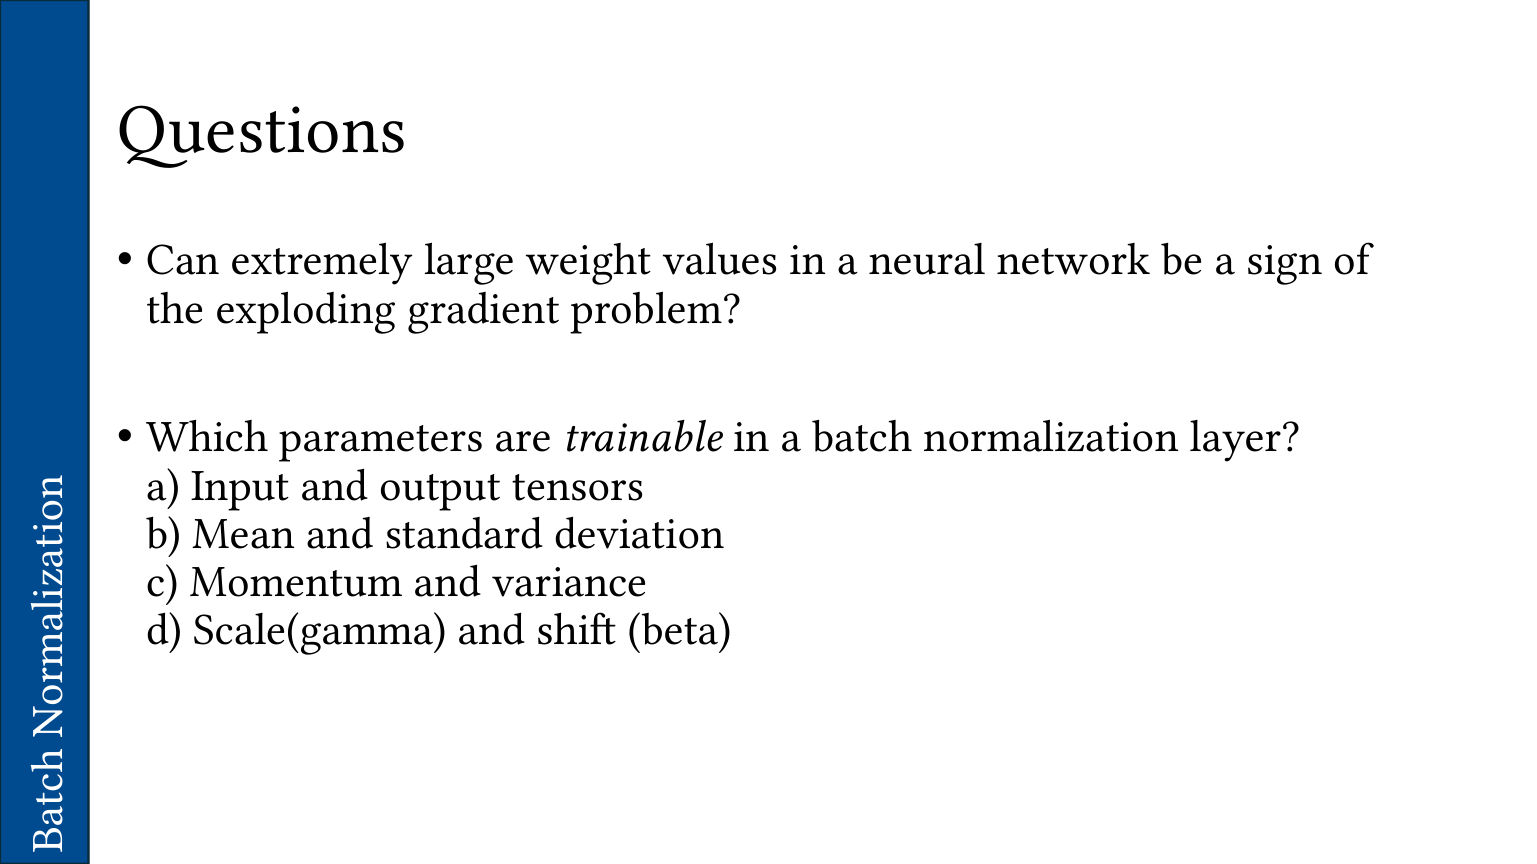 Questions
• Can extremely large weight values in a neural network be a sign of
the exploding gradient problem?
• Which parameters are trainable in a batch normalization layer?
a) Input and output tensors
b) Mean and standard deviation
c) Momentum and variance
d) Scale(gamma) and shift (beta)
Batch Normalization